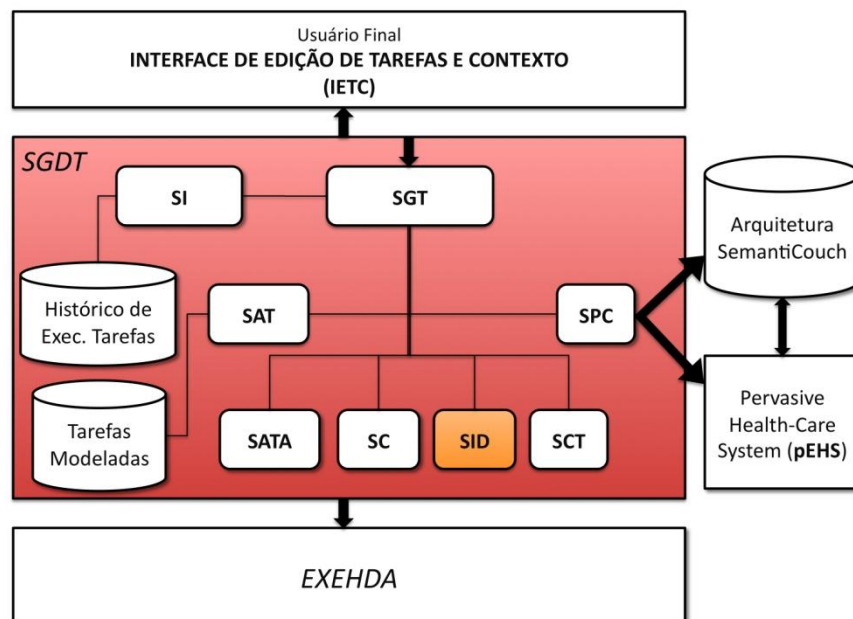 Usuário Final
INTERFACE DE EDIÇÃO DE TAREFAS E CONTEXTO
(IETC)
SGDT
SI
SGT
Arquitetura
SemantiCouch
Histórico de
Exec. Tarefas
SAT
SPC
Tarefas
Modeladas
SATA
SC
SID
SCT
Pervasive
Health-Care
System (pEHS)
EXEHDA